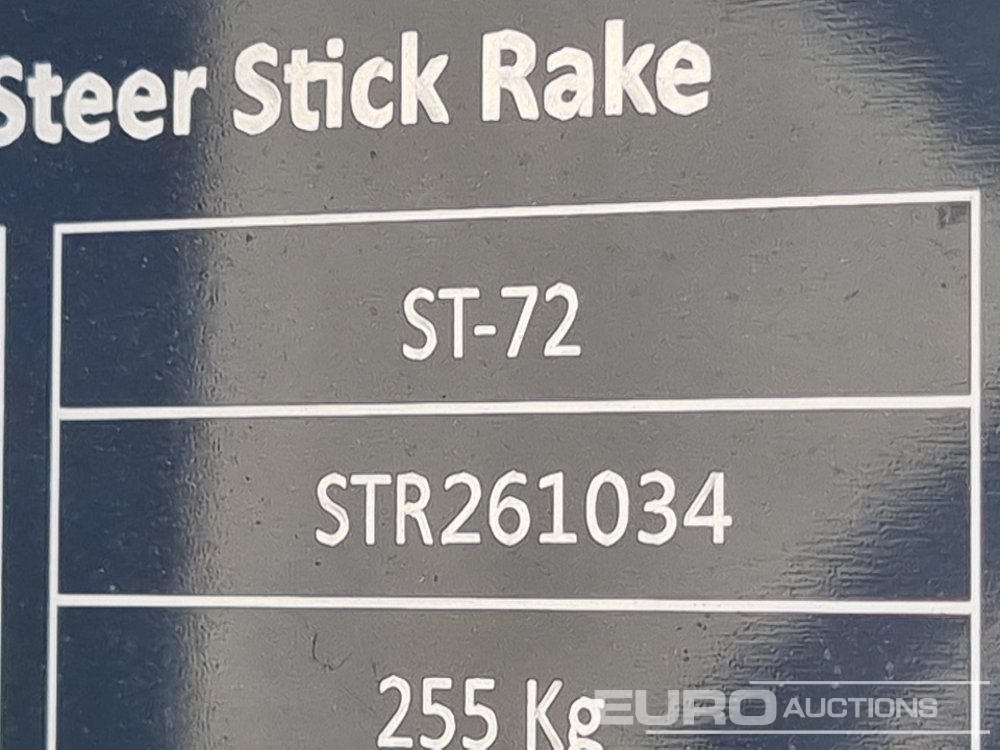 Steer Stick Rake
ST-72
STR261034
255 Kg
EURO AUCTIONS